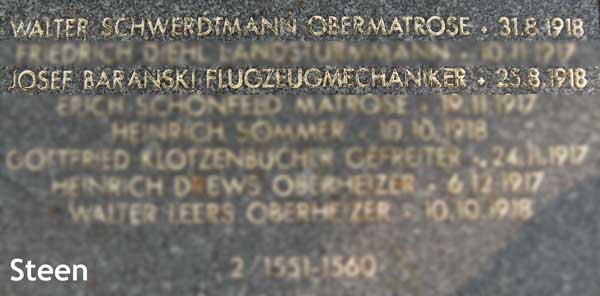 WALTER SCHWERDTMANN OBERMATROSE • 31.8.1918
FRIEDRICH DIEHL LANDSTURMMANN • 10.11.1917
JOSEF BARANSKI FLUGZEUGMECHANIKER • 25.8.1918
ERICH SCHÖNFELD MATROSE • 19.11.1917
HEINRICH SOMMER • 10.10.1918
GOTTFRIED KLOTZENBÜCHER GEFREITER • 24.11.1917
HEINRICH DREWS OBERHEIZER • 6.12.1917
WALTER LEERS OBERHEIZER • 10.10.1918
2/1551-1560
Steen